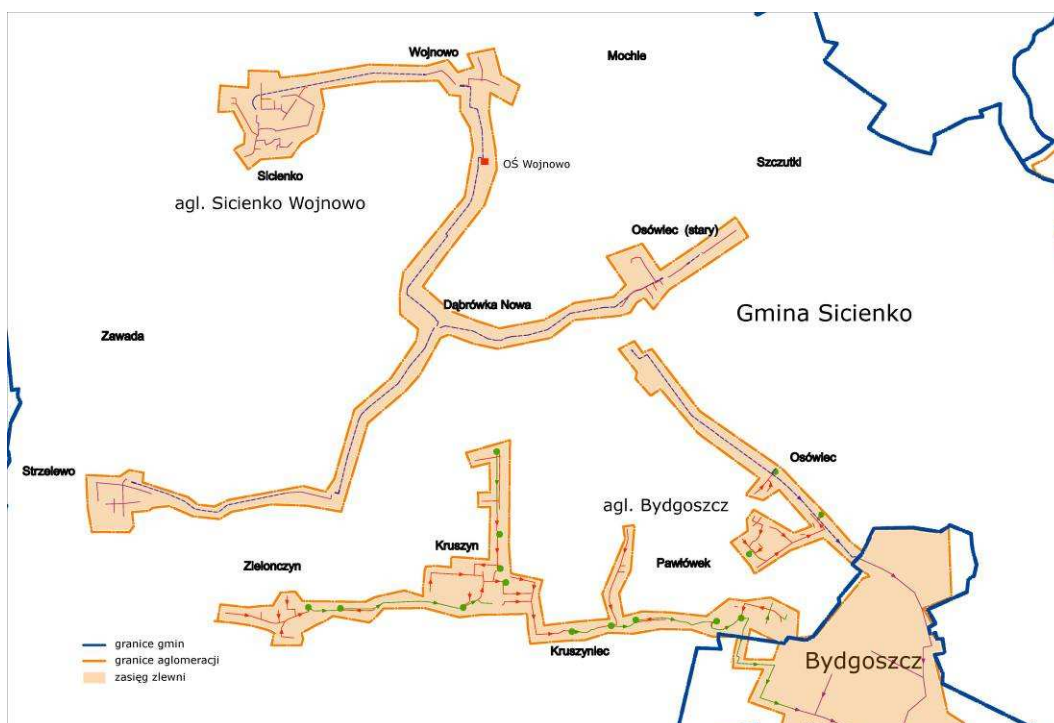 Wojnowo
Mochle
Szczutki
OŚ Wojnowo
Sicienko
agl. Sicienko Wojnowo
Osówiec (stary)
Dąbrówka Nowa
Gmina Sicienko
Zawada
Strzelewo
Osówiec
agl. Bydgoszcz
Kruszyn
Zielonczyn
Pawłówek
Kruszyniec
granice gmin
granice aglomeracji
zasięg zlewni
Bydgoszcz